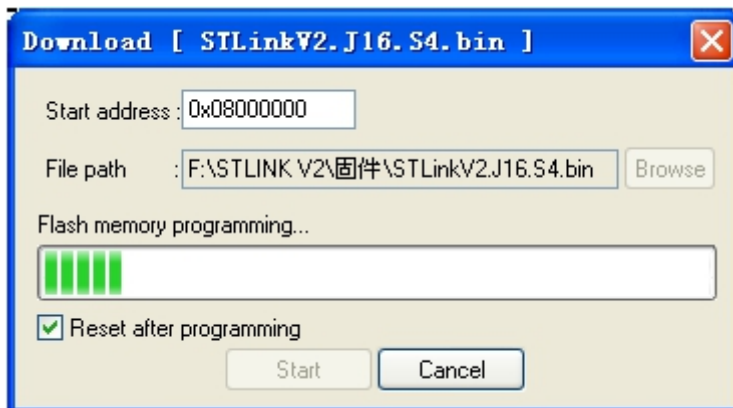 Download [ STLinkV2.J16.S4.bin ]
Start address : 0x08000000
File path : F:\STLINK V2\固件\STLinkV2.J16.S4.bin Browse
Flash memory programming...
Reset after programming
Start Cancel